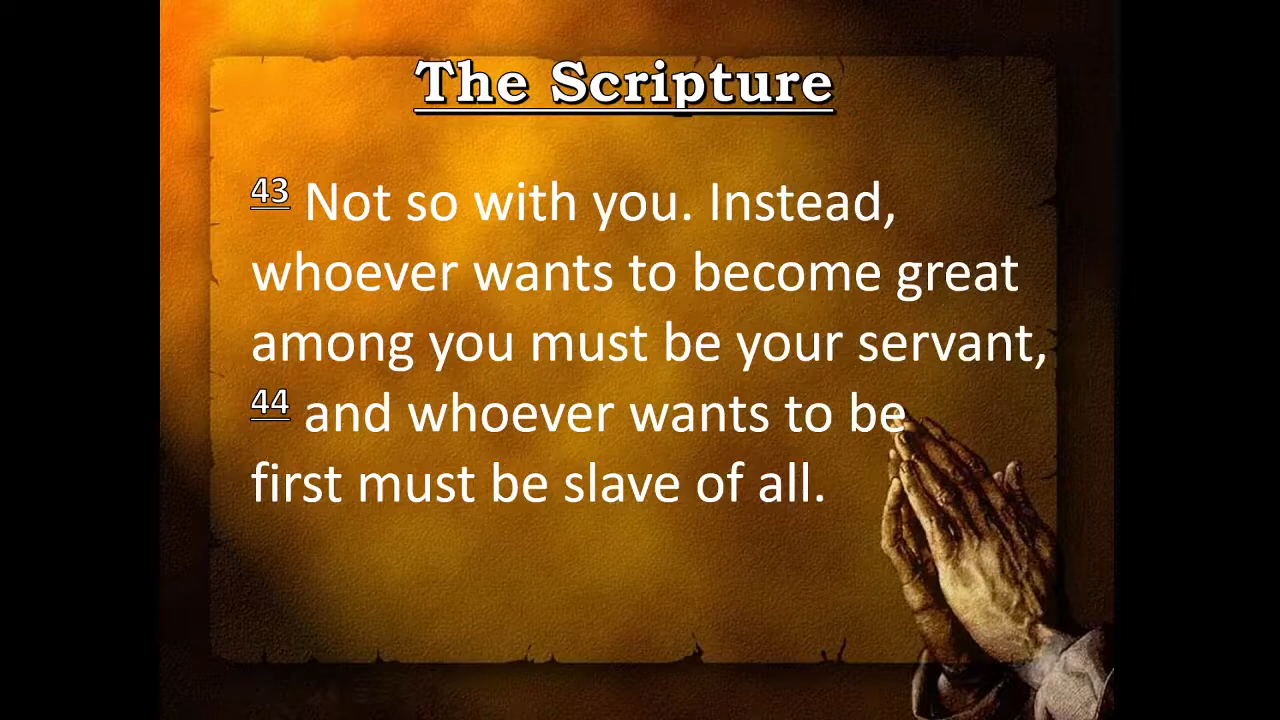 The Scripture
43 Not so with you. Instead,
whoever wants to become great
among you must be your servant,
44 and whoever wants to be
first must be slave of all.